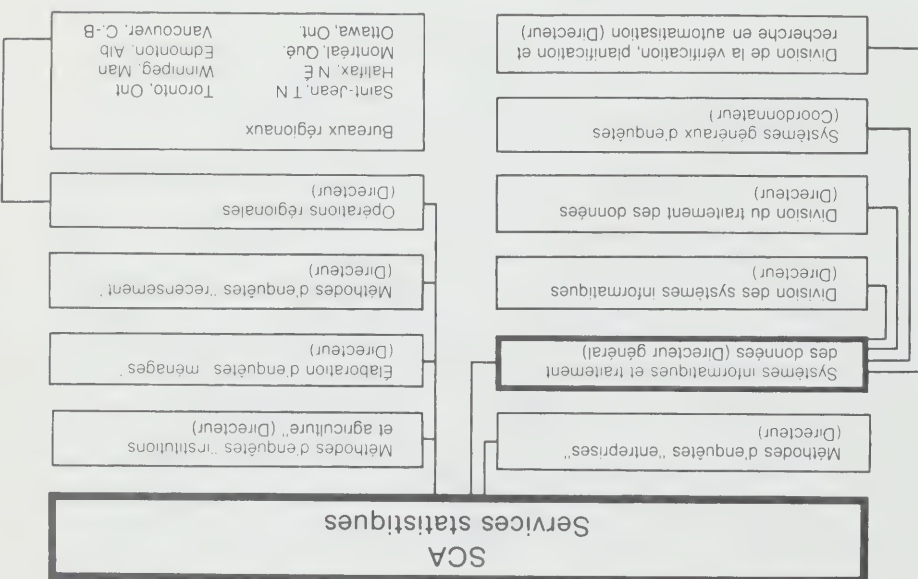 SCA
Services statistiques
Méthodes d'enquêtes "entreprises"
(Directeur)
Systèmes informatiques et traitement
des données (Directeur général)
Division des systèmes informatiques
(Directeur)
Division du traitement des données
(Directeur)
Systèmes généraux d'enquêtes
(Coordonnateur)
Division de la vérification, planification et
recherche en automatisation (Directeur)
Méthodes d'enquêtes "institutions
et agriculture" (Directeur)
Élaboration d'enquêtes ménages"
(Directeur)
Méthodes d'enquêtes "recensement"
(Directeur)
Opérations régionales
(Directeur)
Bureaux régionaux
Saint-Jean, T N Toronto, Ont
Halifax, N É Winnipeg, Man
Montréal, Qué. Edmonton, Alb
Ottawa, Ont. Vancouver, C.-B